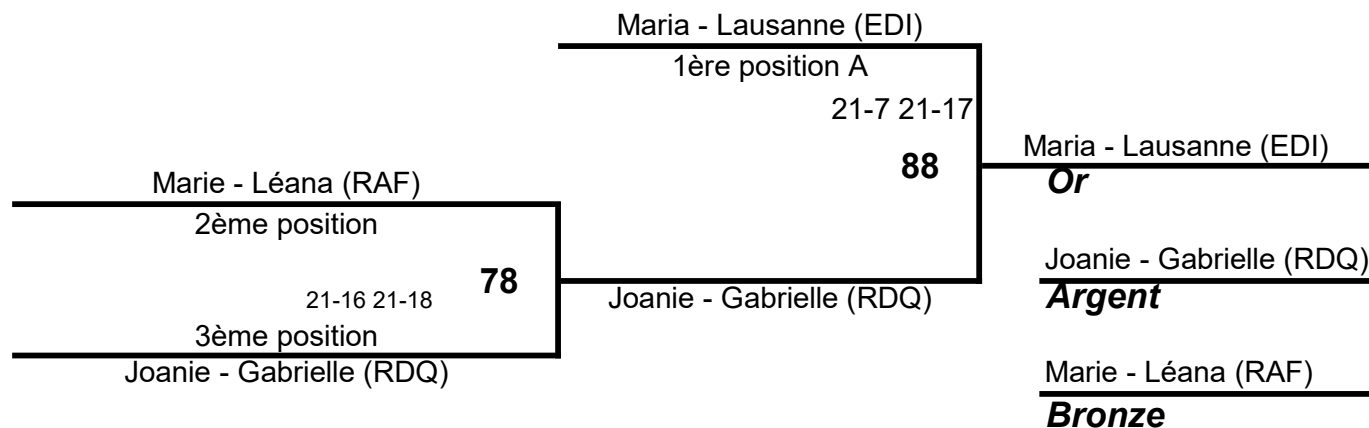 Maria - Lausanne (EDI)
1ère position A
21-7 21-17
88
Maria - Lausanne (EDI)
Or
Marie - Léana (RAF)
2ème position
78
21-16 21-18
3ème position
Joanie - Gabrielle (RDQ)
Joanie - Gabrielle (RDQ)
Joanie - Gabrielle (RDQ)
Argent
Marie - Léana (RAF)
Bronze